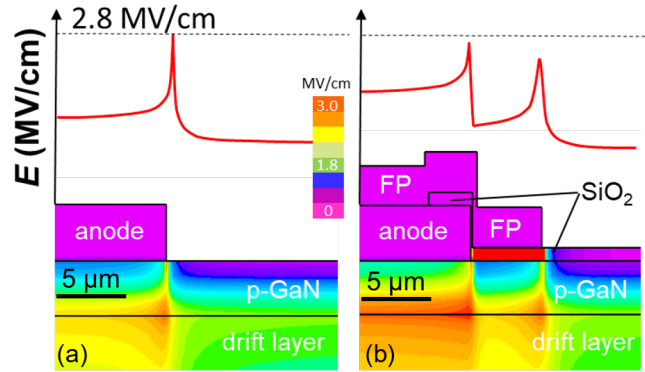 2.8 MV/cm
E (MV/cm)
MV/cm
3.0
1.8
0
anode
5 µm
p-GaN
drift layer
(a)
FP
SiO2
anode
FP
5 µm
p-GaN
drift layer
(b)